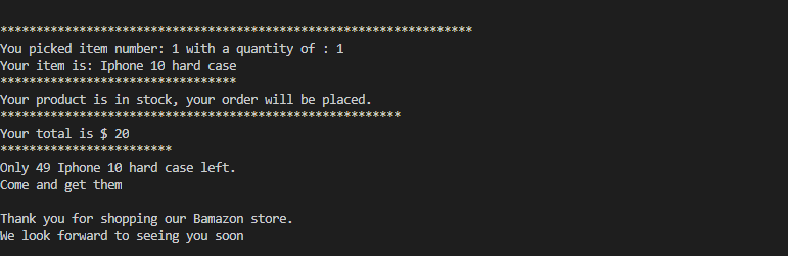 ******************************************************************
You picked item number: 1 with a quantity of : 1
Your item is: Iphone 10 hard case
*********************************
Your product is in stock, your order will be placed.
********************************************************
Your total is $ 20
************************
Only 49 Iphone 10 hard case left.
Come and get them
Thank you for shopping our Bamazon store.
We look forward to seeing you soon